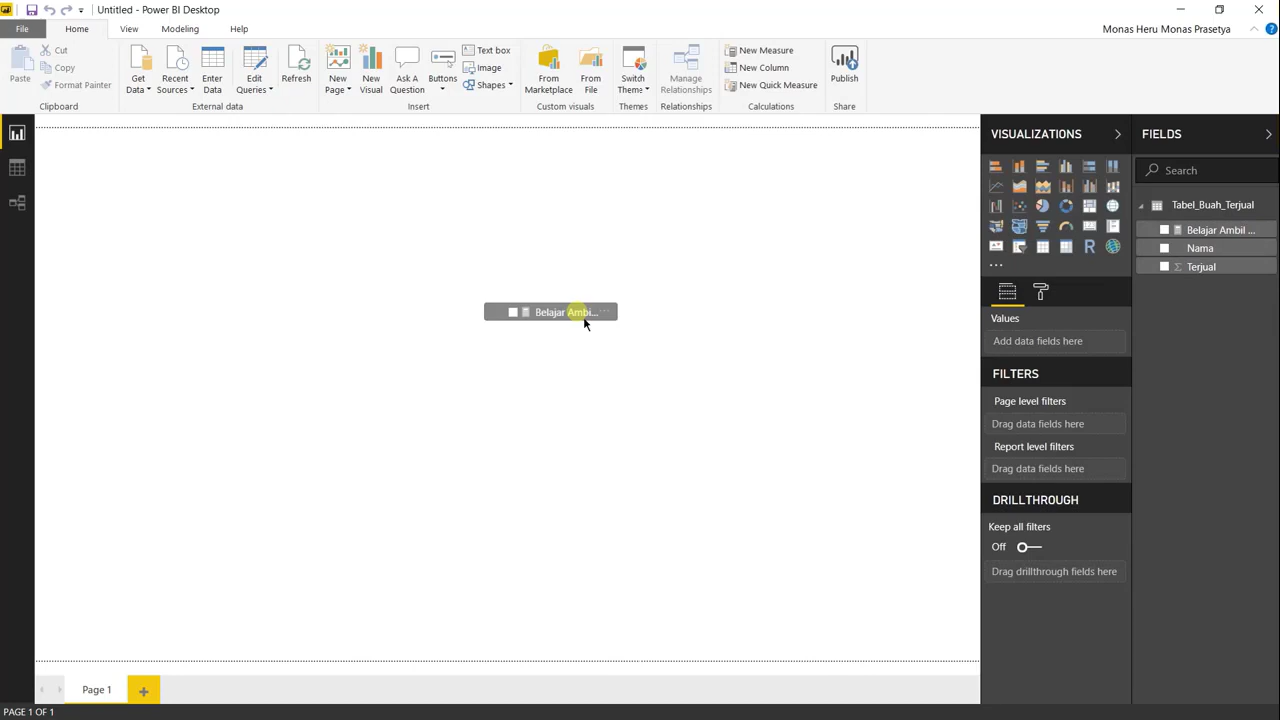 Untitled - Power BI Desktop
File
Home
View
Modeling
Help
Monas Heru Monas Prasetya
Paste
Cut
Copy
Format Painter
Clipboard
Get Data
Recent Sources
Enter Data
Edit Queries
Refresh
External data
New Page
New Visual
Ask A Question
Buttons
Text box
Image
Shapes
Insert
From Marketplace
From File
Custom visuals
Switch Theme
Themes
Manage Relationships
Relationships
New Measure
New Column
New Quick Measure
Calculations
Publish
Share
Belajar Ambi...
VISUALIZATIONS
R
Values
Add data fields here
FILTERS
Page level filters
Drag data fields here
Report level filters
Drag data fields here
DRILLTHROUGH
Keep all filters
Off
Drag drillthrough fields here
FIELDS
Search
Tabel_Buah_Terjual
Belajar Ambil ...
Nama
Σ Terjual
Page 1
PAGE 1 OF 1